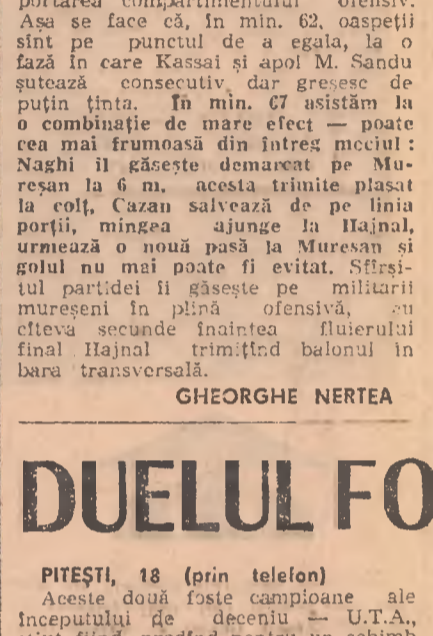 portarea compartimentului ofensiv.
Așa se face că, în min. 62, oaspeții
sînt pe punctul de a egala, la o
fază în care Kassai și apoi M. Sandu
șutează consecutiv dar greșesc de
puțin ținta. În min. 67 asistăm la
o combinație de mare efect — poate
cea mai frumoasă din întreg meciul :
Naghi îl găsește demarcat pe Mu-
reșan la 6 m, acesta trimite plasat
la colț, Cazan salvează de pe linia
porții, mingea ajunge la Hajnal,
urmează o nouă pasă la Mureșan și
golul nu mai poate fi evitat. Sfîrși-
tul partidei îi găsește pe militarii
mureșeni în plină ofensivă, cu
cîteva secunde înaintea fluierului
final Hajnal trimițînd balonul în
bara transversală.
GHEORGHE NERTEA
DUELUL FO
PITEȘTI, 18 (prin telefon)
Aceste două foste campioane ale
începutului de deceniu — U.T.A.,